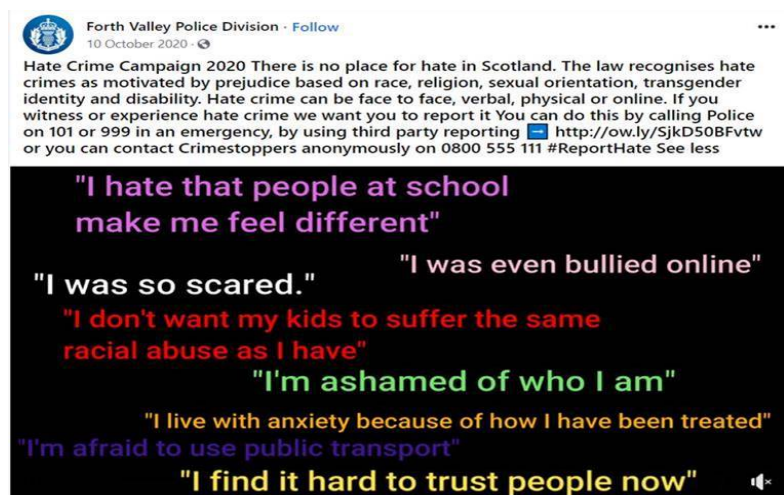 Forth Valley Police Division · Follow
10 October 2020 ·
Hate Crime Campaign 2020 There is no place for hate in Scotland. The law recognises hate
crimes as motivated by prejudice based on race, religion, sexual orientation, transgender
identity and disability. Hate crime can be face to face, verbal, physical or online. If you
witness or experience hate crime we want you to report it You can do this by calling Police
on 101 or 999 in an emergency, by using third party reporting ➡ http://ow.ly/SjkD50BFvtw
or you can contact Crimestoppers anonymously on 0800 555 111 #ReportHate See less
"I hate that people at school
make me feel different"
"I was even bullied online"
"I was so scared."
"I don't want my kids to suffer the same
racial abuse as I have"
"I'm ashamed of who I am"
"I live with anxiety because of how I have been treated"
"I'm afraid to use public transport"
"I find it hard to trust people now"